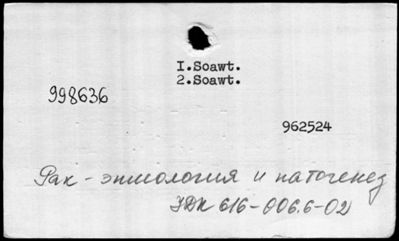 I.Soawt.
2.Soawt.
998636
962524
Рак - этиология и патогенез
УДК 616-006.6-02